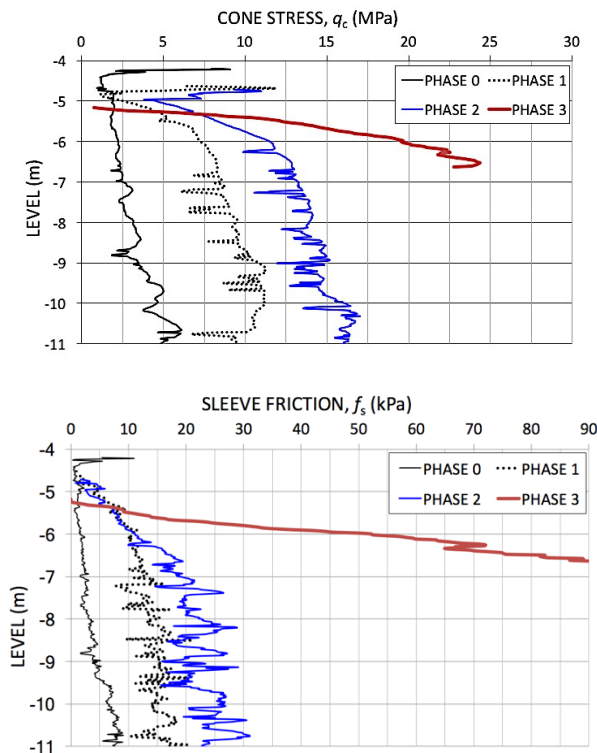 CONE STRESS, qc (MPa)
0 5 10 15 20 25 30
-4
-5
-6
-7
-8
-9
-10
-11
LEVEL (m)
PHASE 0 PHASE 1
PHASE 2 PHASE 3
SLEEVE FRICTION, fs (kPa)
0 10 20 30 40 50 60 70 80 90
-4
-5
-6
-7
-8
-9
-10
-11
LEVEL (m)
PHASE 0 PHASE 1
PHASE 2 PHASE 3